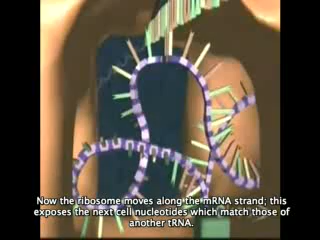 Now the ribosome moves along the mRNA strand; this
exposes the next cell nucleotides which match those of
another tRNA.